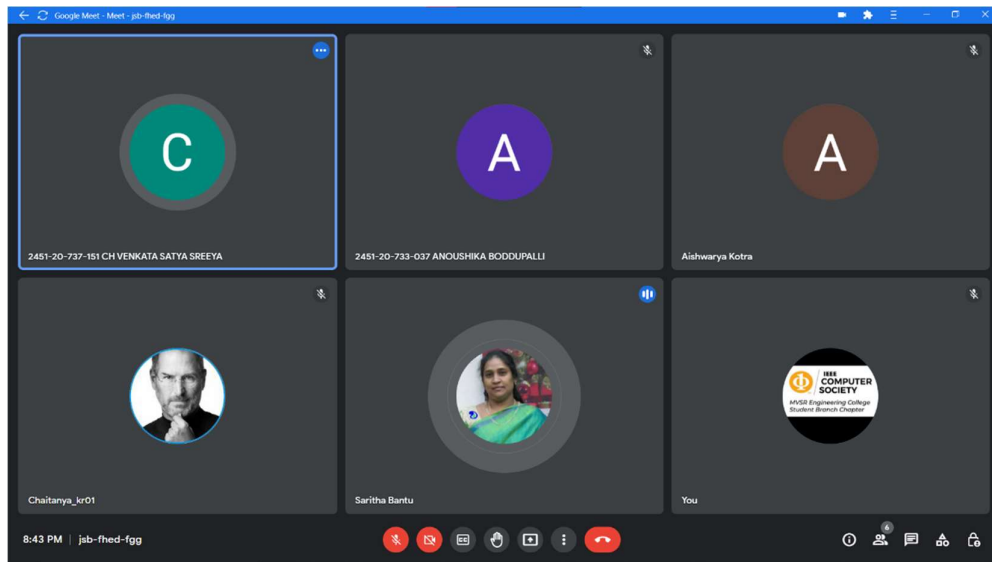 Google Meet - Meet - jsb-fhed-fgg
C
2451-20-737-151 CH VENKATA SATYA SREEYA
A
2451-20-733-037 ANOUSHIKA BODDUPALLI
A
Aishwarya Kotra
Chaitanya_kr01
Saritha Bantu
IEEE
COMPUTER
SOCIETY
MVSR Engineering College
Student Branch Chapter
You
8:43 PM | jsb-fhed-fgg
CC
6